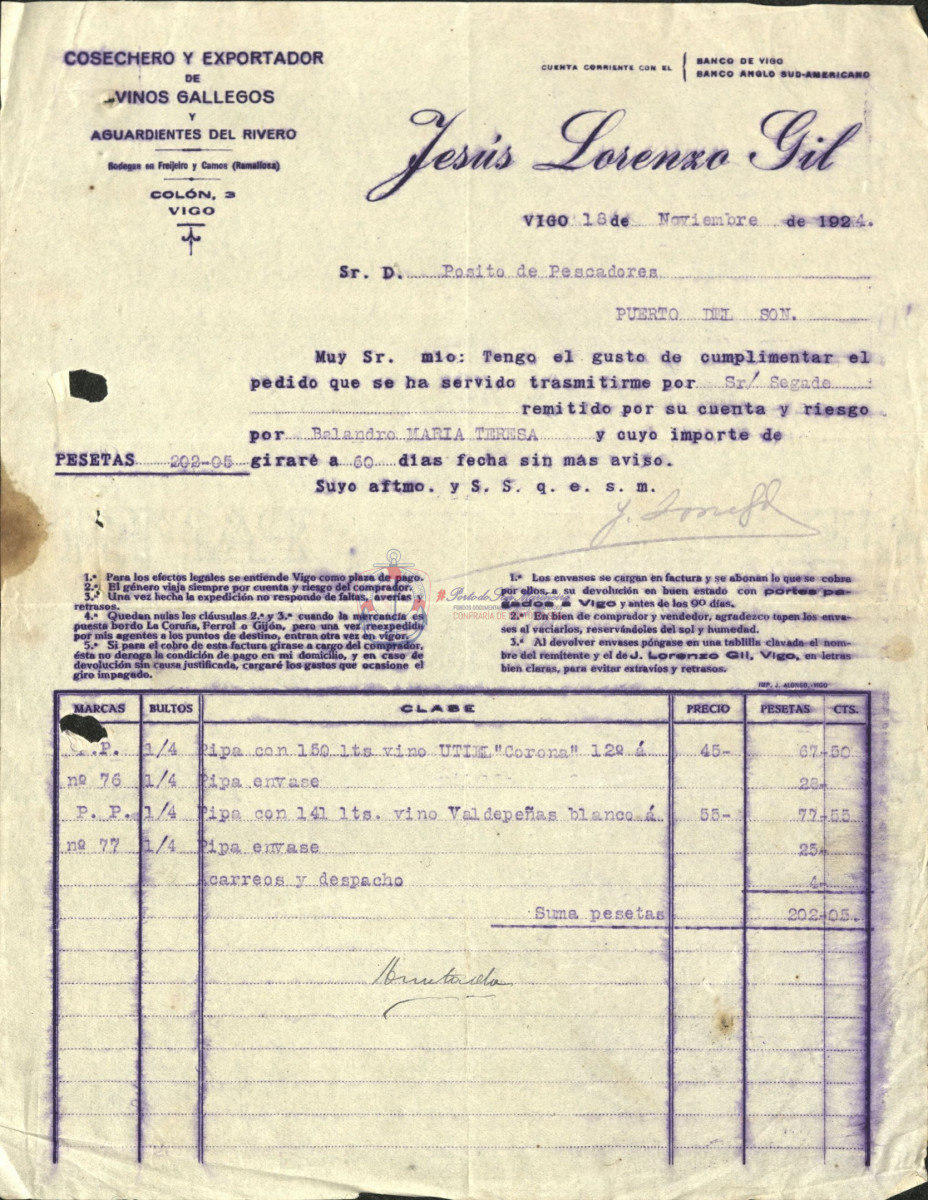 COSECHERO Y EXPORTADOR
DE
VINOS GALLEGOS
Y
AGUARDIENTES DEL RIVERO
Bodegas en Freijeiro y Camos (Ramallosa)
COLÓN, 3
VIGO
CUENTA CORRIENTE CON EL
BANCO DE VIGO
BANCO ANGLO SUD-AMERICANO
Jesús Lorenzo Gil
VIGO 18 de Noviembre de 1924.
Sr. D. Posito de Pescadores
PUERTO DEL SON.
Muy Sr. mio: Tengo el gusto de cumplimentar el
pedido que se ha servido trasmitirme por Sr/ Segade
remitido por su cuenta y riesgo
por Balandro MARIA TERESA y cuyo importe de
PESETAS 202-05 giraré a 60 días fecha sin más aviso.
Suyo aftmo. y S. S. q. e. s. m.
1.ª Para los efectos legales se entiende Vigo como plaza de pago.
2.ª El género viaja siempre por cuenta y riesgo del comprador.
3.ª Una vez hecha la expedición no respondo de faltas, averías y
retrasos.
4.ª Quedan nulas las cláusulas 2.ª y 3.ª cuando la mercancía es
puesta bordo La Coruña, Ferrol o Gijón, pero una vez reexpedida
por mis agentes a los puntos de destino, entran otra vez en vigor.
5.ª Si para el cobro de esta factura girase a cargo del comprador,
ésta no deroga la condición de pago en mi domicilio, y en caso de
devolución sin causa justificada, cargaré los gastos que ocasione el
giro impagado.
1.ª Los envases se cargan en factura y se abonan lo que se cobra
por ellos, a su devolución en buen estado con portes pa-
gados a Vigo y antes de los 90 días.
2.ª En bien de comprador y vendedor, agradezco tapen los enva-
ses al vaciarlos, reservándoles del sol y humedad.
3.ª Al devolver envases póngase en una tablilla clavada el nom-
bre del remitente y el de J. Lorenzo Gil, Vigo, en letras
bien claras, para evitar extravíos y retrasos.
IMP. J. ALONSO.-VIGO
MARCAS BULTOS CLASE PRECIO PESETAS CTS.
P. 1/4 Pipa con 150 lts vino UTIEL "Corona" 12º á 45- 67-50
nº 76 1/4 Pipa envase 28-
P. P. 1/4 Pipa con 141 lts. vino Valdepeñas blanco á 55- 77-55
nº 77 1/4 Pipa envase 25-
Acarreos y despacho 4-
Suma pesetas 202-05.